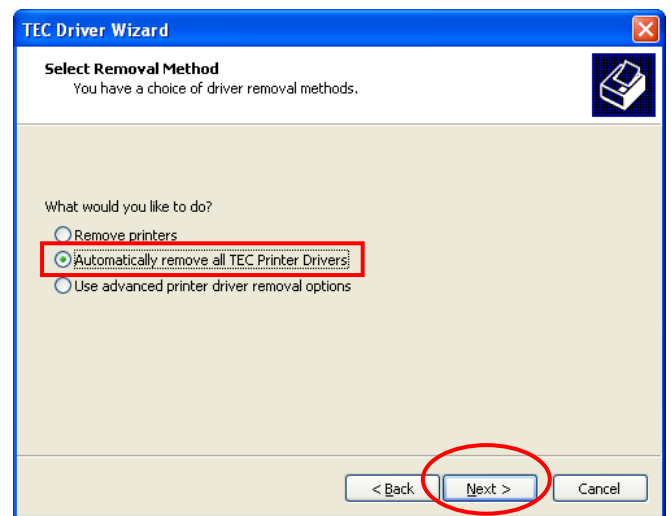 TEC Driver Wizard
Select Removal Method
You have a choice of driver removal methods.
What would you like to do?
Remove printers
Automatically remove all TEC Printer Drivers
Use advanced printer driver removal options
< Back Next > Cancel